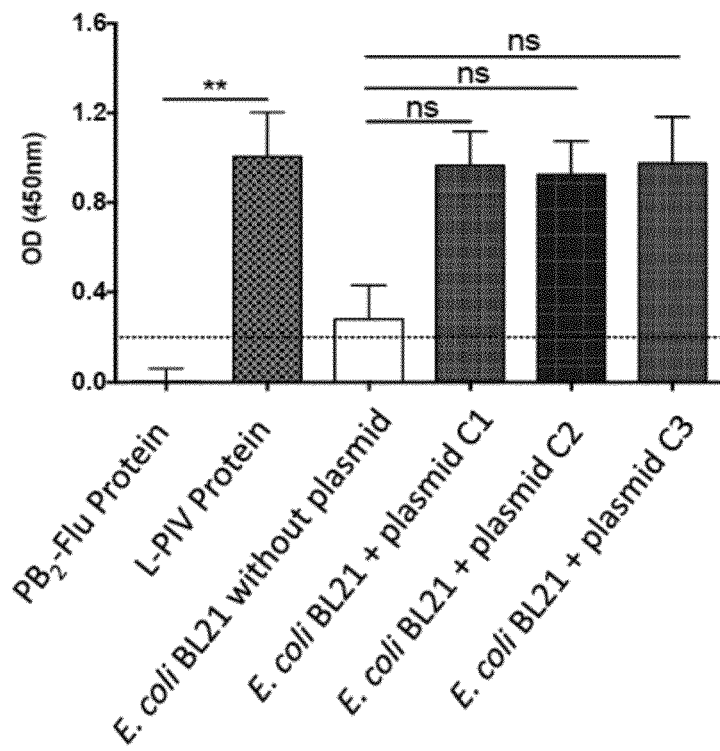 OD (450nm)
1.6
1.2
0.8
0.4
0.0
**
ns
ns
ns
PB₂-Flu Protein
L-PIV Protein
E. coli BL21 without plasmid
E. coli BL21 + plasmid C1
E. coli BL21 + plasmid C2
E. coli BL21 + plasmid C3